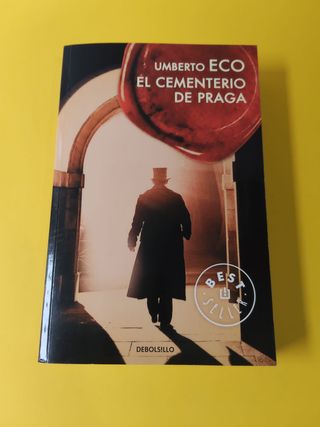 UMBERTO ECO
EL CEMENTERIO
DE PRAGA
BEST
SELLER
DEBOLSILLO